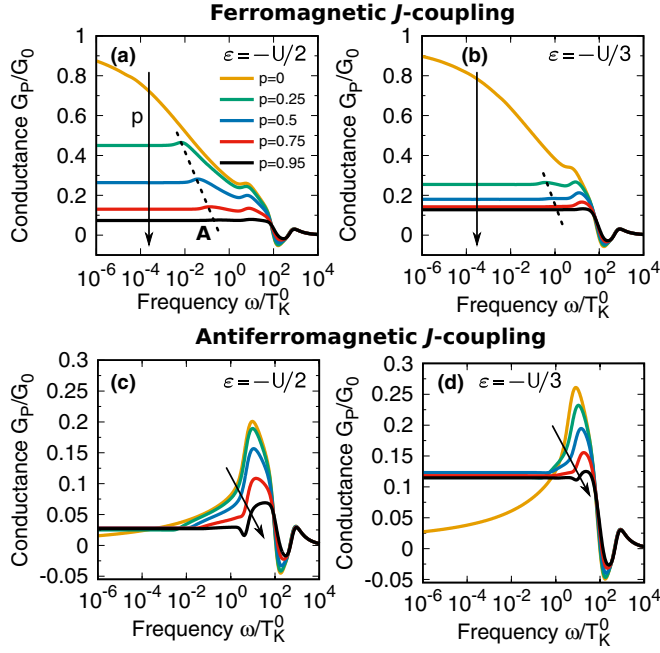 Ferromagnetic J-coupling
(a) ε=−U/2
p=0
p=0.25
p=0.5
p=0.75
p=0.95
p
A
Conductance G_P/G_0
1
0.8
0.6
0.4
0.2
0
10^-6 10^-4 10^-2 10^0 10^2 10^4
Frequency ω/T_K^0
(b) ε=−U/3
Conductance G_P/G_0
1
0.8
0.6
0.4
0.2
0
10^-6 10^-4 10^-2 10^0 10^2 10^4
Frequency ω/T_K^0
Antiferromagnetic J-coupling
(c) ε=−U/2
Conductance G_P/G_0
0.3
0.25
0.2
0.15
0.1
0.05
0
-0.05
10^-6 10^-4 10^-2 10^0 10^2 10^4
Frequency ω/T_K^0
(d) ε=−U/3
Conductance G_P/G_0
0.3
0.25
0.2
0.15
0.1
0.05
0
-0.05
10^-6 10^-4 10^-2 10^0 10^2 10^4
Frequency ω/T_K^0